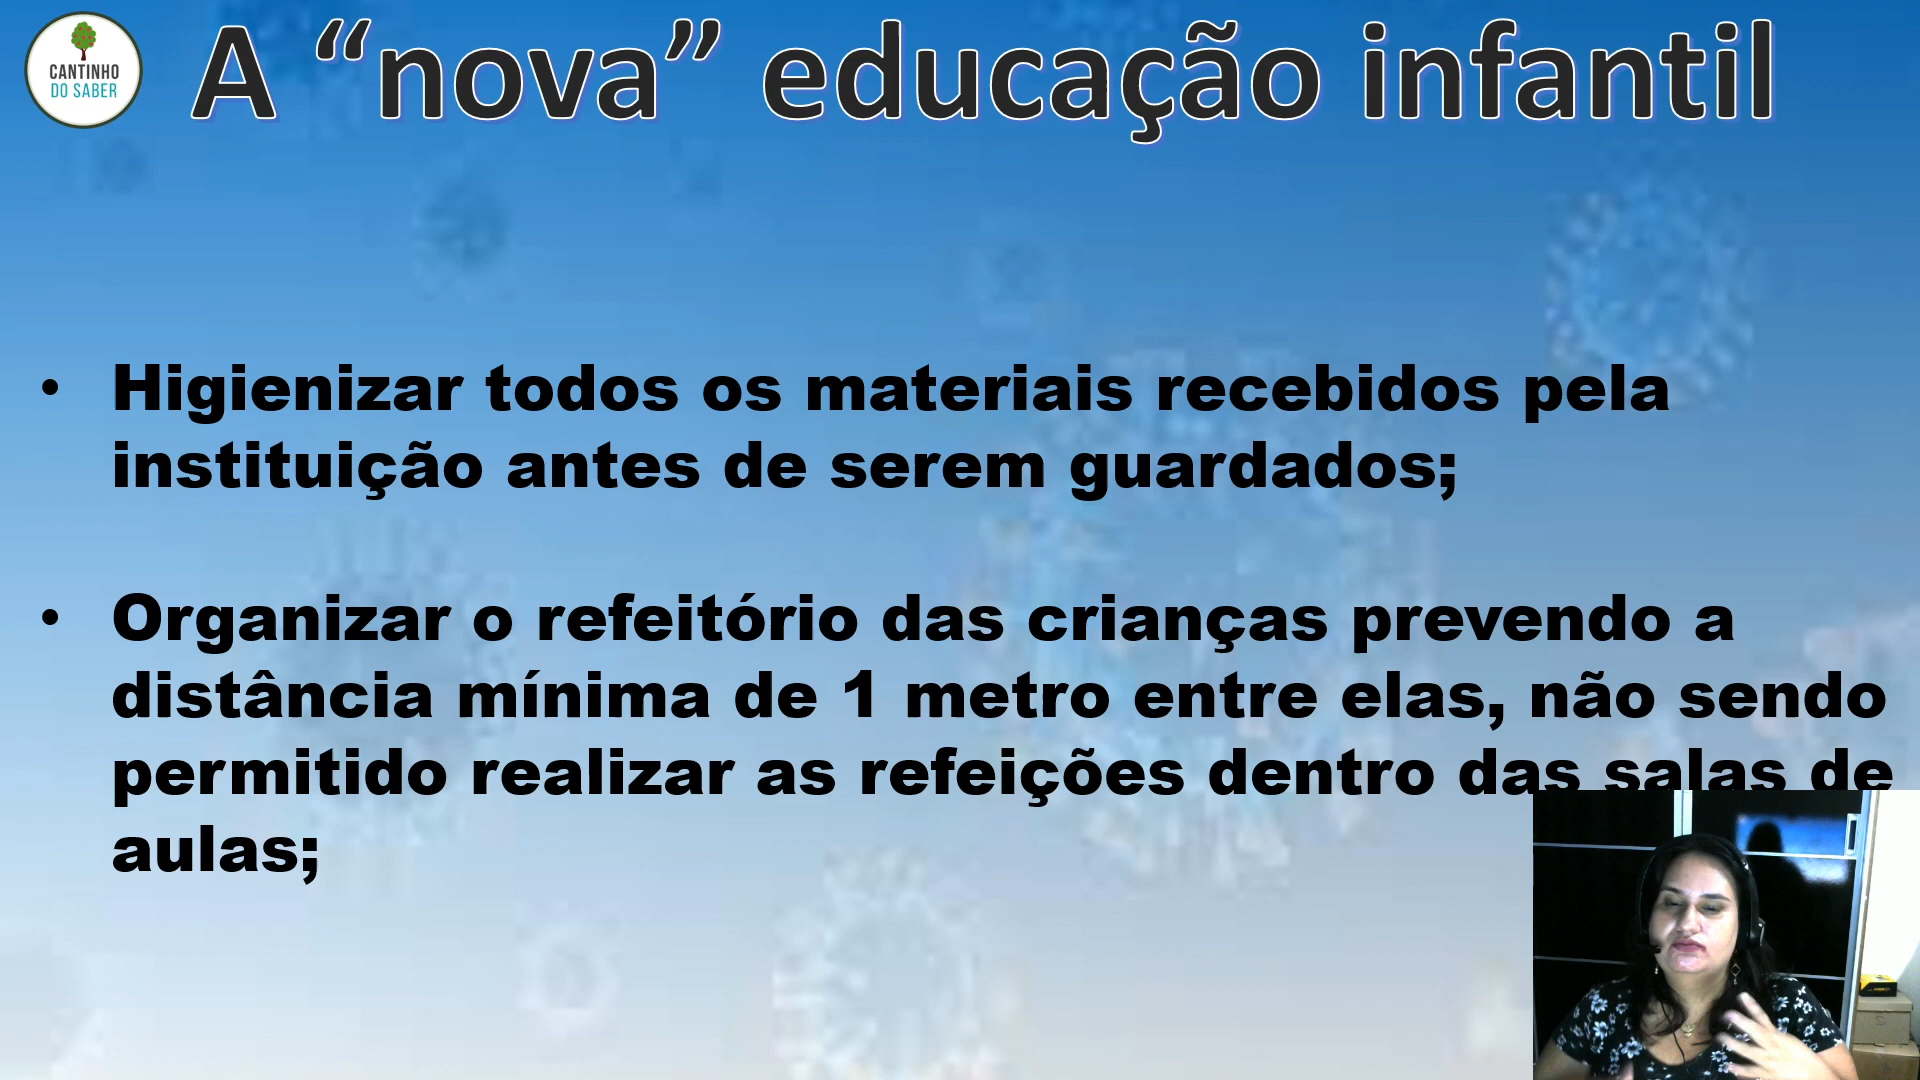 CANTINHO
DO SABER
A “nova” educação infantil
• Higienizar todos os materiais recebidos pela
instituição antes de serem guardados;
• Organizar o refeitório das crianças prevendo a
distância mínima de 1 metro entre elas, não sendo
permitido realizar as refeições dentro das salas de
aulas;